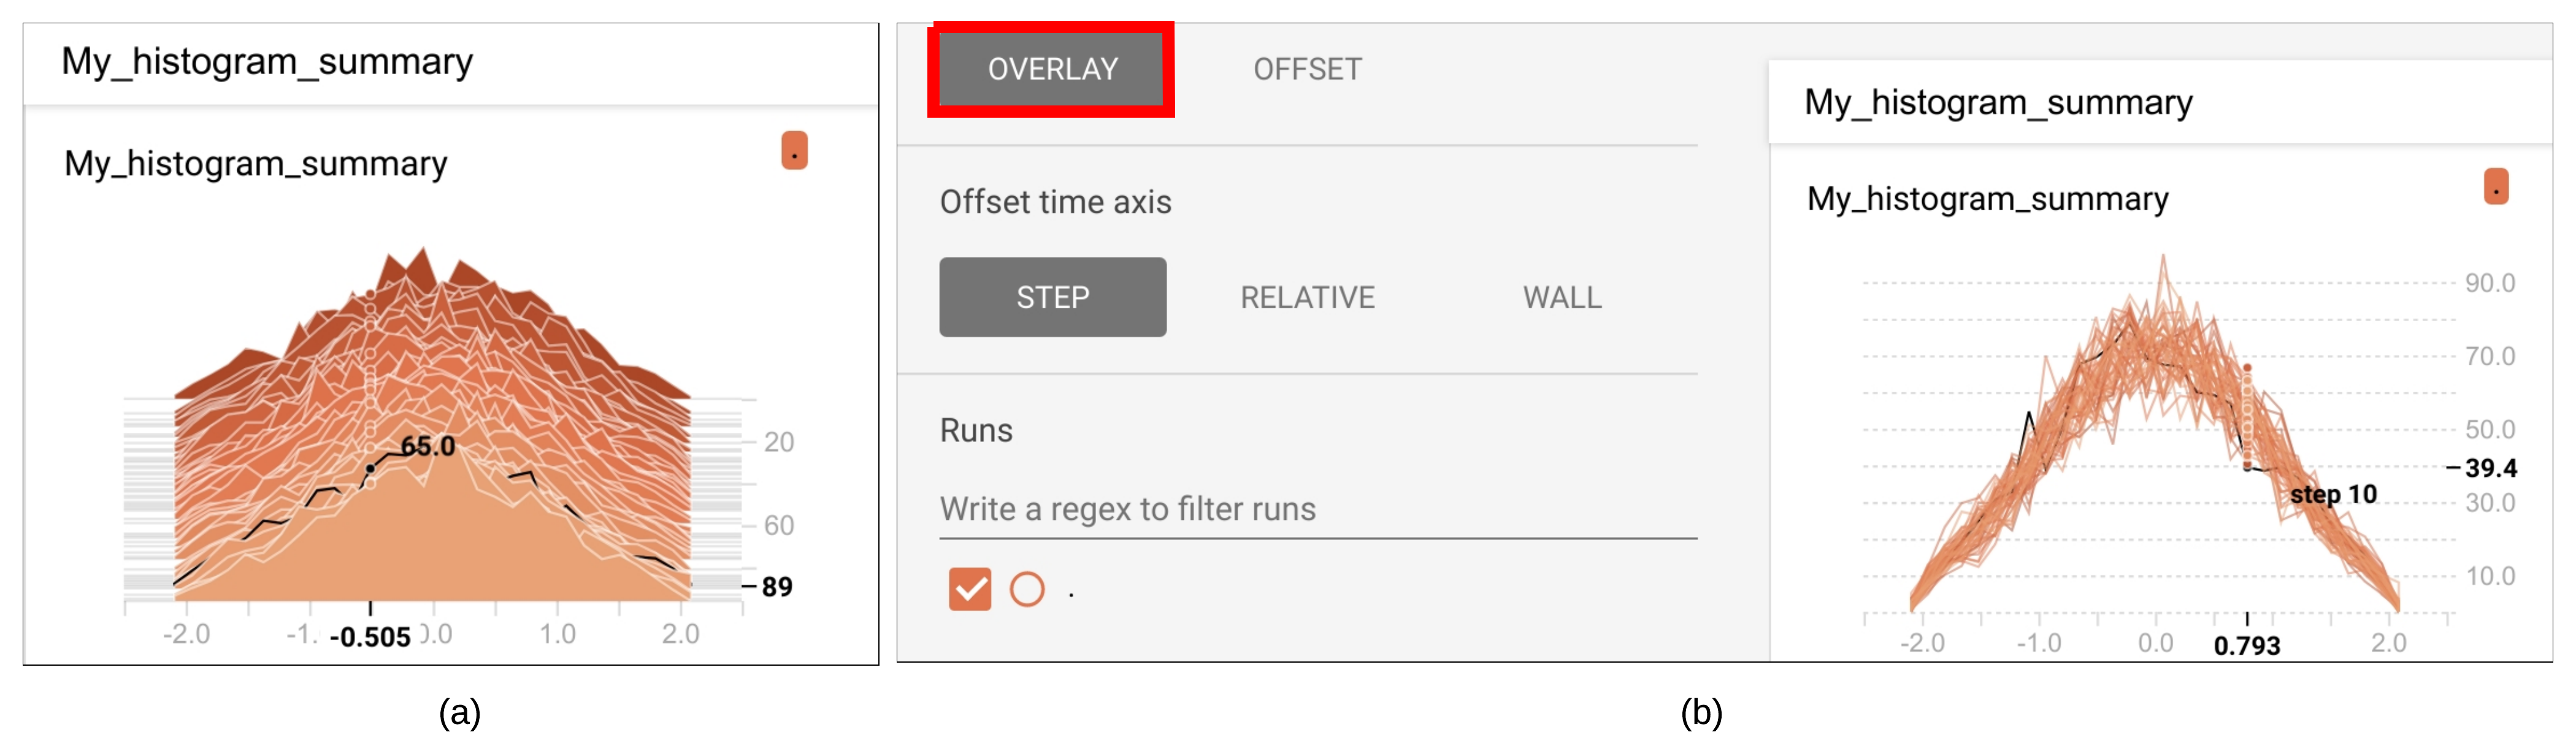 My_histogram_summary
My_histogram_summary
.
65.0
20
60
89
-2.0 -1. -0.505 0.0 1.0 2.0
(a)
OVERLAY OFFSET
Offset time axis
STEP RELATIVE WALL
Runs
Write a regex to filter runs
.
My_histogram_summary
My_histogram_summary
.
90.0
70.0
50.0
39.4
step 10
30.0
10.0
-2.0 -1.0 0.0 0.793 2.0
(b)